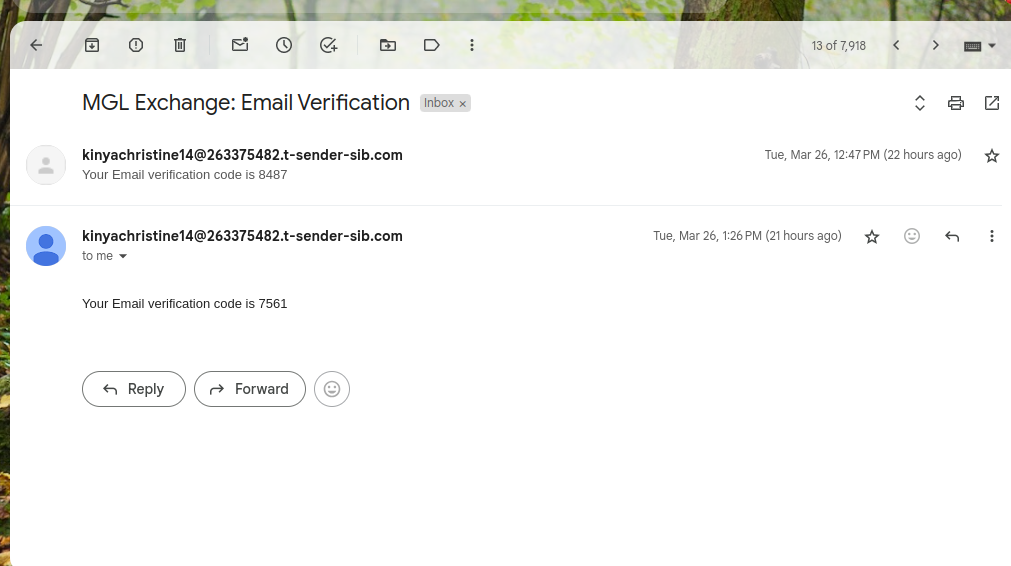 13 of 7,918
MGL Exchange: Email Verification Inbox ×
kinyachristine14@263375482.t-sender-sib.com Tue, Mar 26, 12:47 PM (22 hours ago)
Your Email verification code is 8487
kinyachristine14@263375482.t-sender-sib.com Tue, Mar 26, 1:26 PM (21 hours ago)
to me
Your Email verification code is 7561
Reply Forward